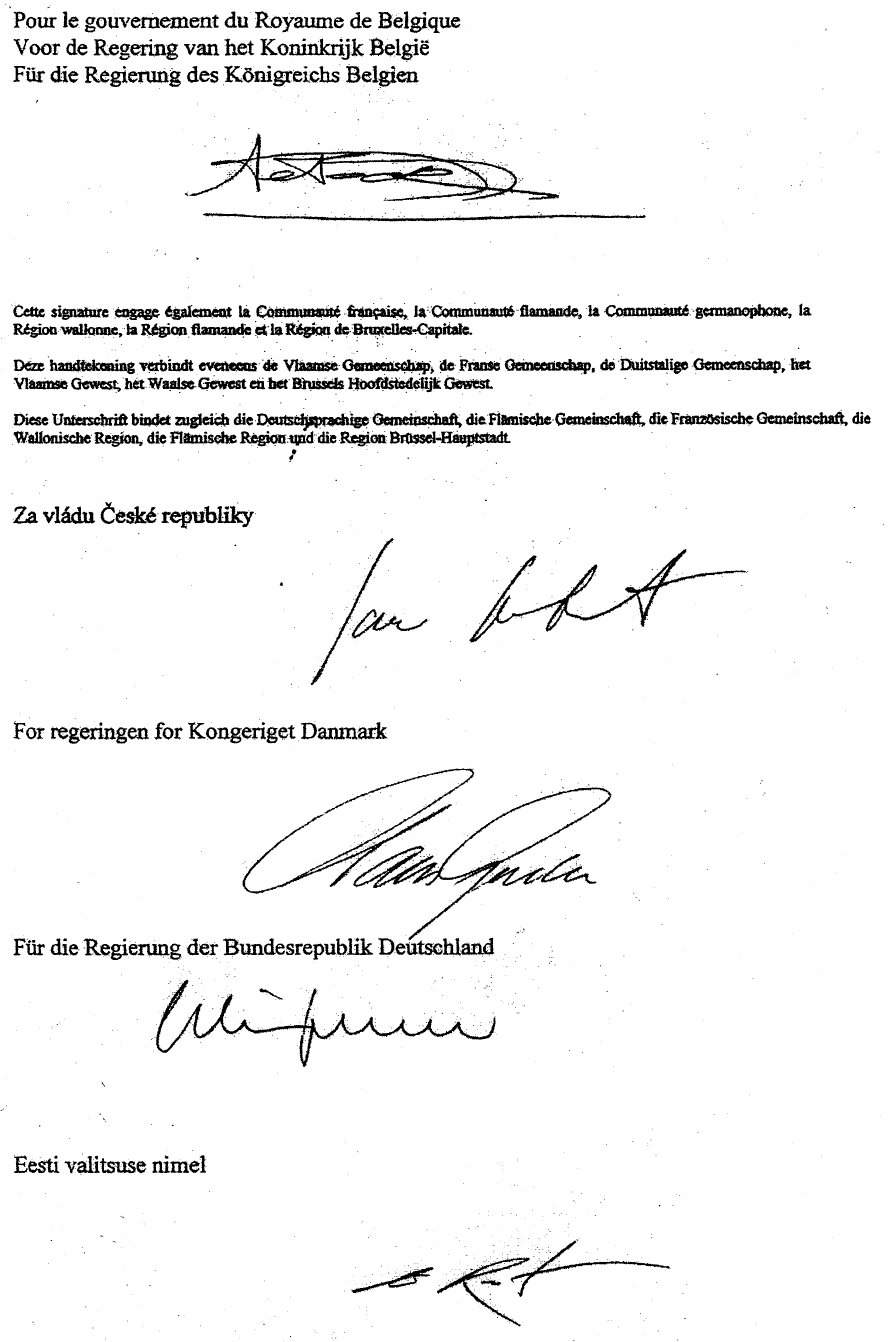 Pour le gouvernement du Royaume de Belgique
Voor de Regering van het Koninkrijk België
Für die Regierung des Königreichs Belgien
Cette signature engage également la Communauté française, la Communauté flamande, la Communauté germanophone, la
Région wallonne, la Région flamande et la Région de Bruxelles-Capitale.
Deze handtekening verbindt eveneens de Vlaamse Gemeenschap, de Franse Gemeenschap, de Duitstalige Gemeenschap, het
Vlaamse Gewest, het Waalse Gewest en het Brussels Hoofdstedelijk Gewest.
Diese Unterschrift bindet zugleich die Deutschsprachige Gemeinschaft, die Flämische Gemeinschaft, die Französische Gemeinschaft, die
Wallonische Region, die Flämische Region und die Region Brüssel-Hauptstadt.
Za vládu České republiky
Jan
For regeringen for Kongeriget Danmark
Für die Regierung der Bundesrepublik Deutschland
Eesti valitsuse nimel